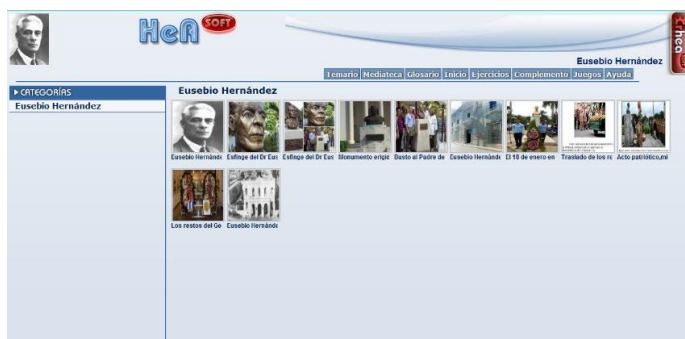 HeA SOFT
Xhea
Eusebio Hernández
Temario Mediateca Glosario Inicio Ejercicios Complemento Juegos Ayuda
CATEGORÍAS
Eusebio Hernández
Eusebio Hernández
Eusebio Hernánde Esfinge del Dr Eus Esfinge del Dr Eus Monumento erigid Busto al Padre de Eusebio Hernánde El 18 de enero en Traslado de los re Acto patriótico,mi
Los restos del Ge Eusebio Hernánde